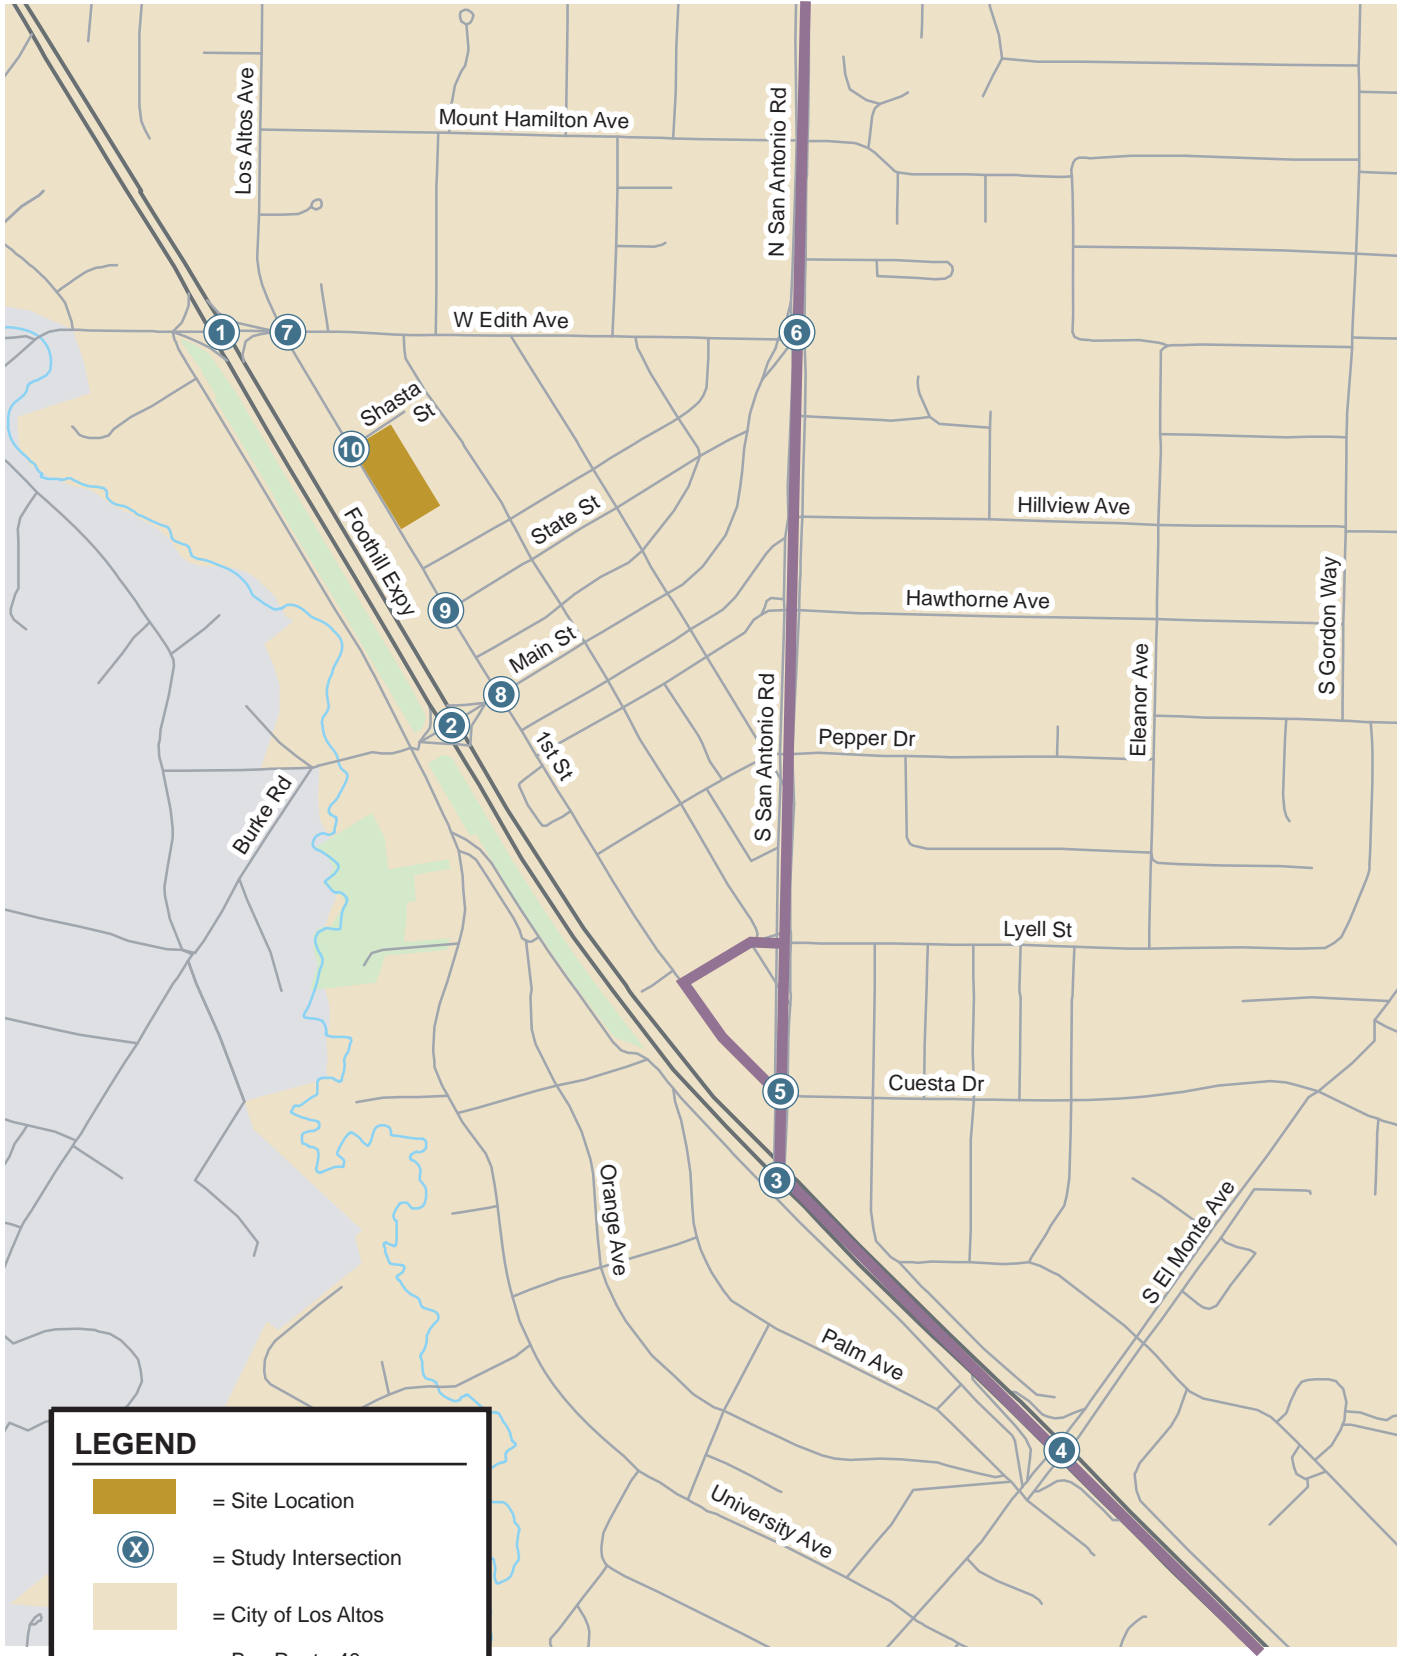 Los Altos Ave
Mount Hamilton Ave
N San Antonio Rd
1
7
W Edith Ave
6
Shasta
St
10
State St
Hillview Ave
Foothill Expy
Hawthorne Ave
S Gordon Way
9
Main St
Eleanor Ave
8
2
S San Antonio Rd
1st St
Pepper Dr
Burke Rd
Lyell St
5
Cuesta Dr
3
Orange Ave
S El Monte Ave
Palm Ave
4
University Ave
LEGEND
= Site Location
X
= Study Intersection
= City of Los Altos